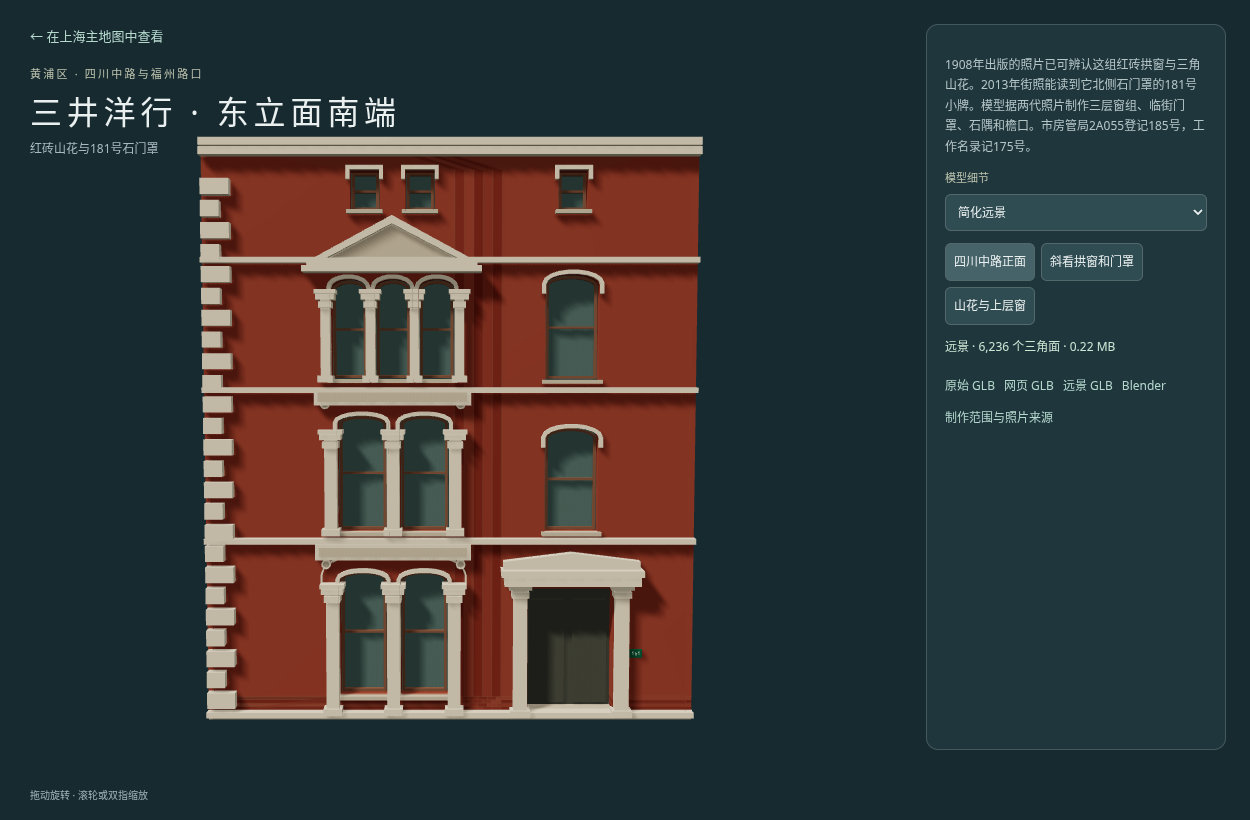 ← 在上海主地图中查看
黄浦区 · 四川中路与福州路口
三井洋行 · 东立面南端
红砖山花与181号石门罩
181
1908年出版的照片已可辨认这组红砖拱窗与三角
山花。2013年街照能读到它北侧石门罩的181号
小牌。模型据两代照片制作三层窗组、临街门
罩、石隅和檐口。市房管局2A055登记185号，工
作名录记175号。
模型细节
简化远景
四川中路正面
斜看拱窗和门罩
山花与上层窗
远景 · 6,236 个三角面 · 0.22 MB
原始 GLB 网页 GLB 远景 GLB Blender
制作范围与照片来源
拖动旋转 · 滚轮或双指缩放